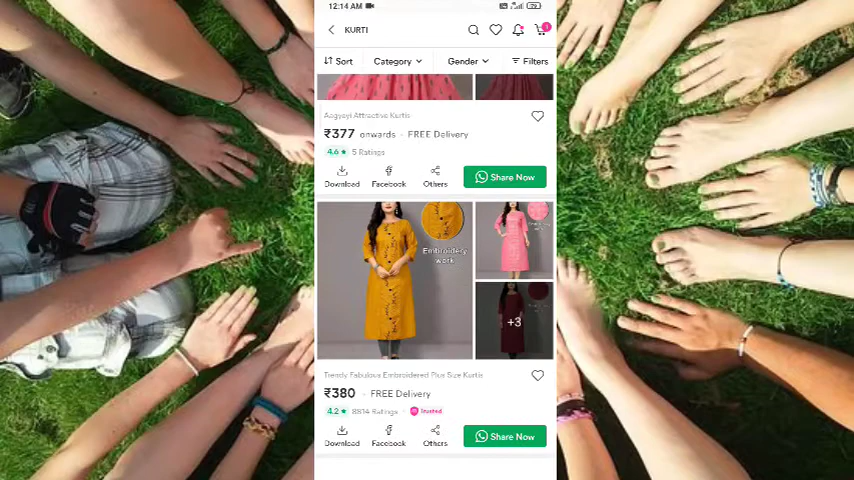 12:14 AM
KURTI
Sort Category Gender Filters
Aagyeyi Attractive Kurtis
₹377 onwards · FREE Delivery
4.6 ★ 5 Ratings
Download Facebook Others Share Now
Embroidery
work
+3
Trendy Fabulous Embroidered Plus Size Kurtis
₹380 · FREE Delivery
4.2 ★ 8814 Ratings · Trusted
Download Facebook Others Share Now